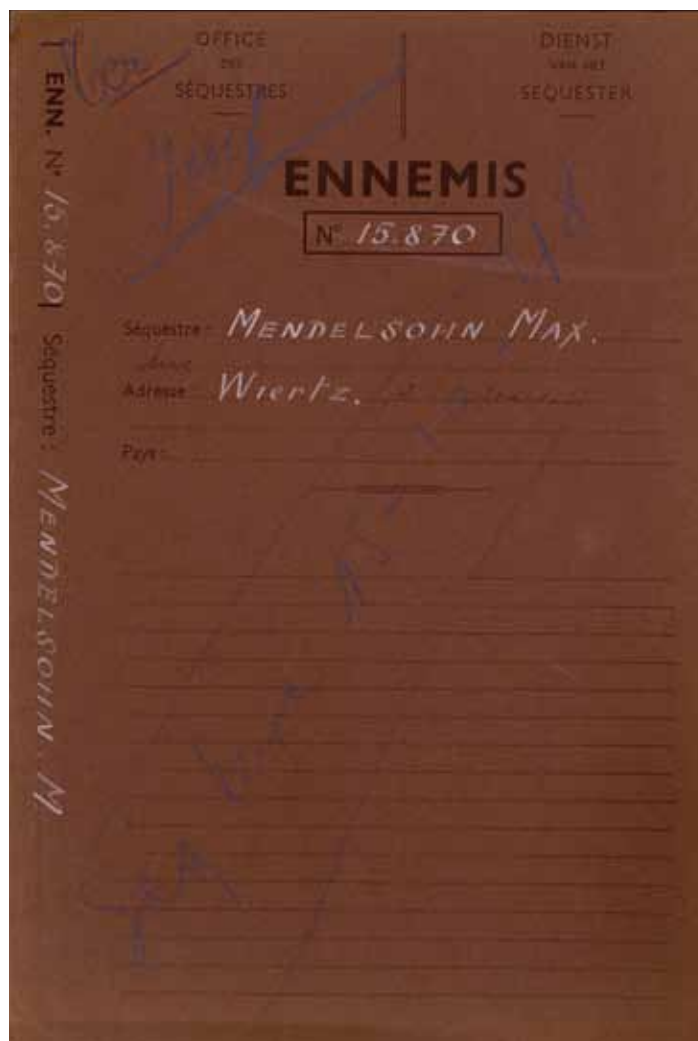 OFFICE
DES
SÉQUESTRES
DIENST
VAN HET
SEQUESTER
ENNEMIS
N° 15.870
Séquestre: MENDELSOHN MAX.
Adresse: Wiertz.
Pays:
ENN. N° 15.870 Séquestre: MENDELSOHN. M